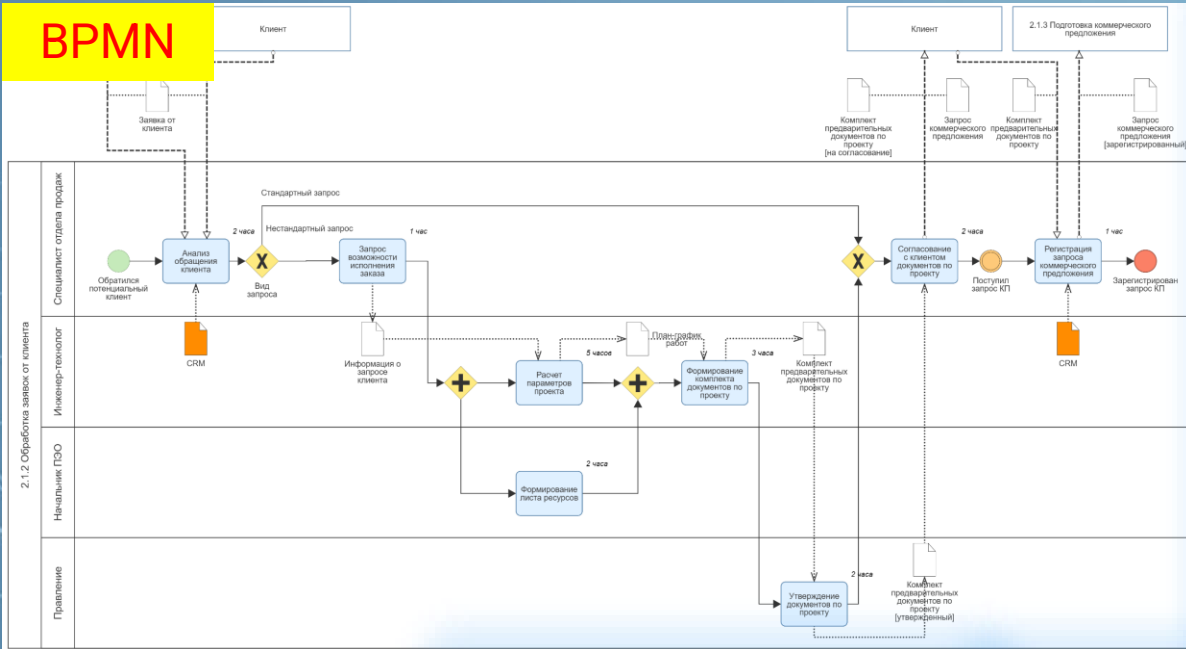 BPMN
Клиент
Клиент
2.1.3 Подготовка коммерческого
предложения
Заявка от
клиента
Комплект
предварительных
документов по
проекту
[на согласование]
Запрос
коммерческого
предложения
Комплект
предварительных
документов по
проекту
Запрос
коммерческого
предложения
[зарегистрированный]
2.1.2 Обработка заявок от клиента
Специалист отдела продаж
Стандартный запрос
Нестандартный запрос
Обратился
потенциальный
клиент
2 часа
Анализ
обращения
клиента
X
Вид
запроса
1 час
Запрос
возможности
исполнения
заказа
X
2 часа
Согласование
с клиентом
документов по
проекту
Поступил
запрос КП
1 час
Регистрация
запроса
коммерческого
предложения
Зарегистрирован
запрос КП
CRM
CRM
Инженер-технолог
Информация о
запросе
клиента
5 часов
Расчет
параметров
проекта
План-график
работ
3 часа
Формирование
комплекта
документов по
проекту
Комплект
предварительных
документов по
проекту
Начальник ПЭО
2 часа
Формирование
листа ресурсов
Правление
2 часа
Утверждение
документов по
проекту
Комплект
предварительных
документов по
проекту
[утвержденный]